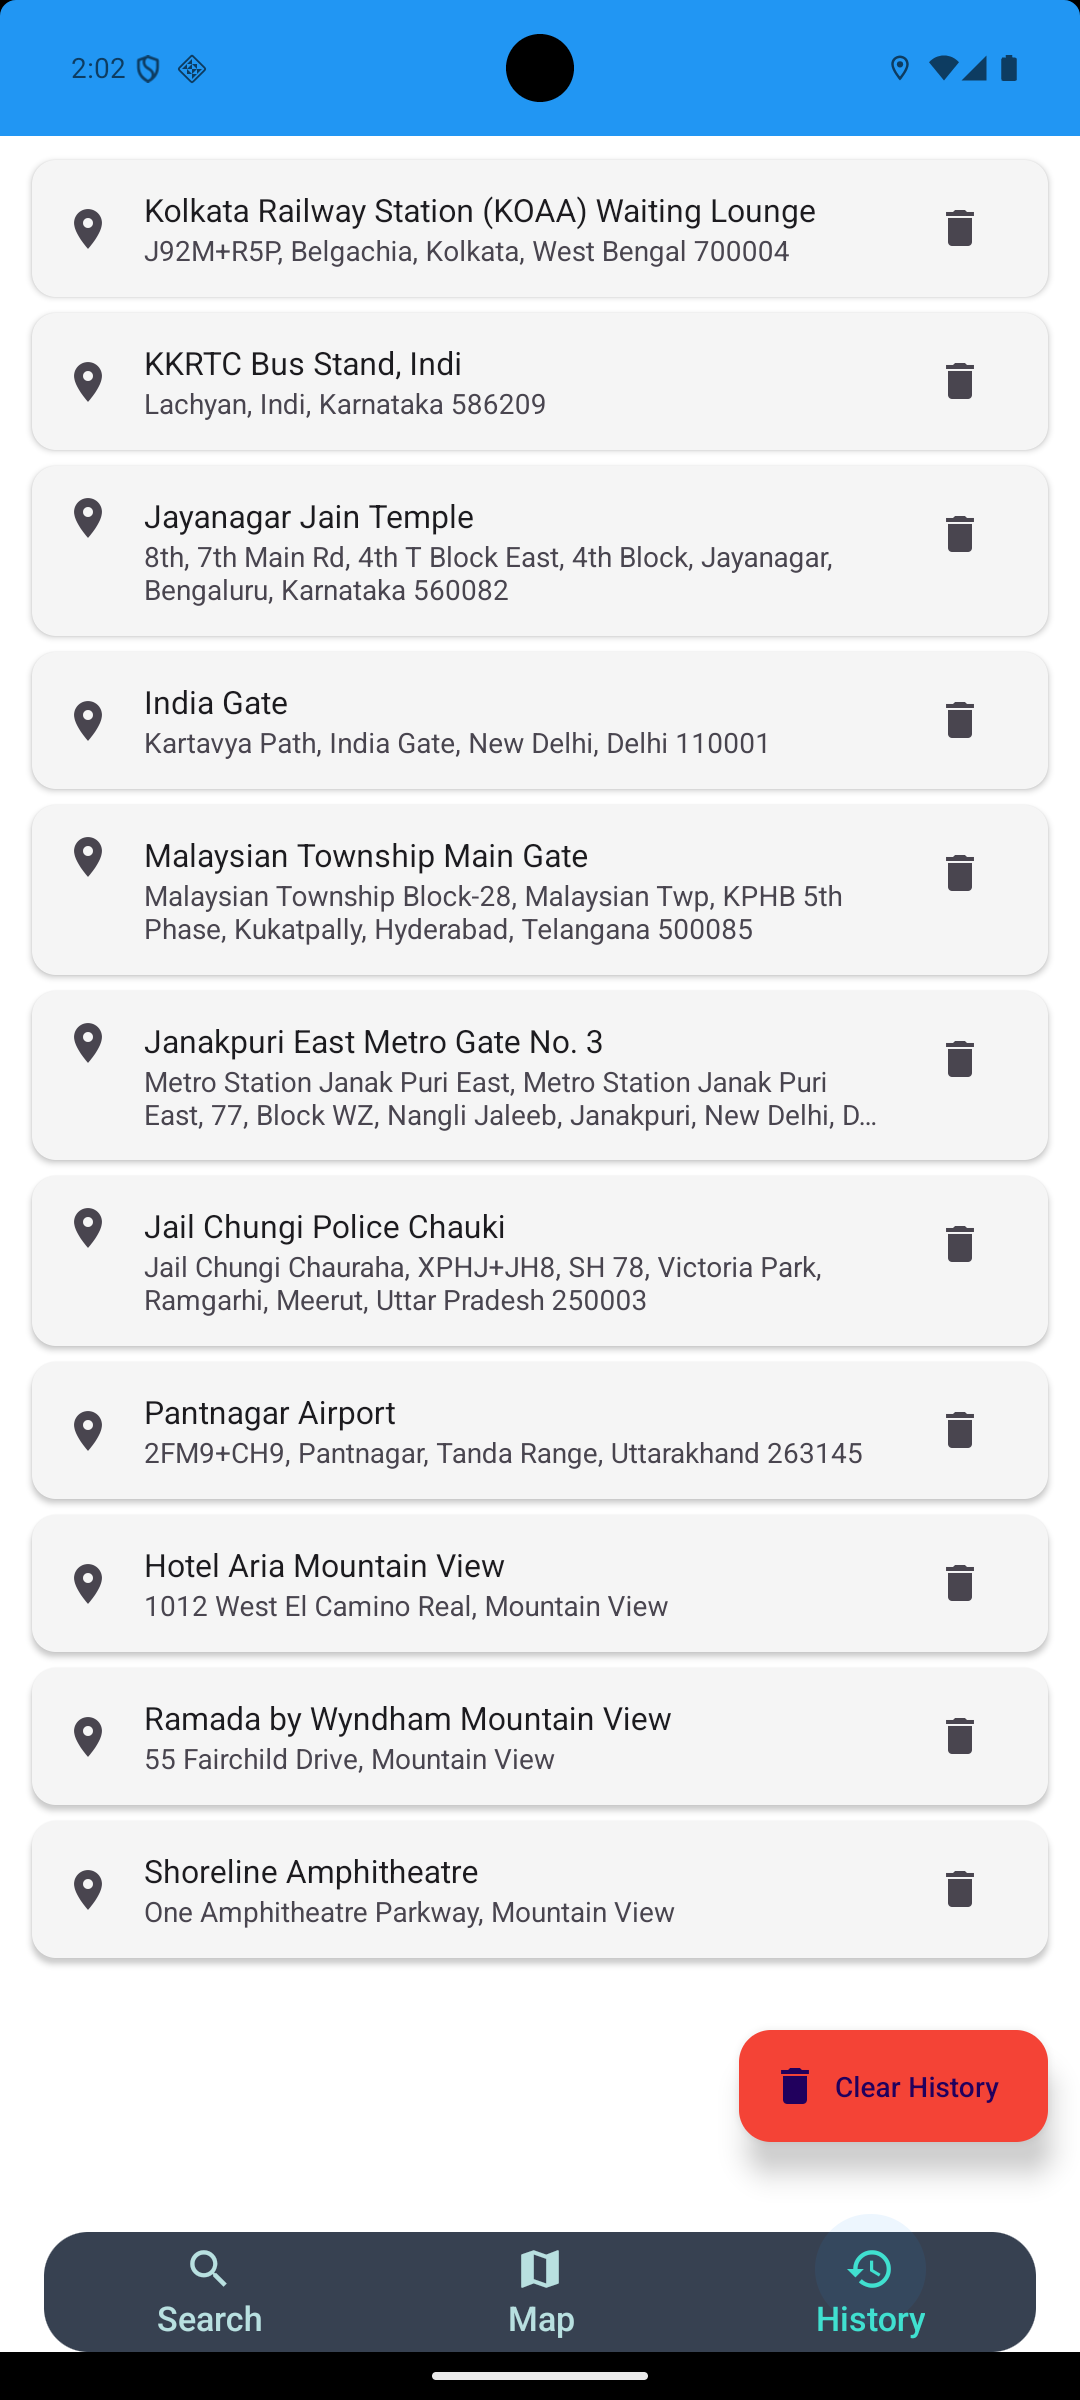 2:02
Kolkata Railway Station (KOAA) Waiting Lounge
J92M+R5P, Belgachia, Kolkata, West Bengal 700004
KKRTC Bus Stand, Indi
Lachyan, Indi, Karnataka 586209
Jayanagar Jain Temple
8th, 7th Main Rd, 4th T Block East, 4th Block, Jayanagar,
Bengaluru, Karnataka 560082
India Gate
Kartavya Path, India Gate, New Delhi, Delhi 110001
Malaysian Township Main Gate
Malaysian Township Block-28, Malaysian Twp, KPHB 5th
Phase, Kukatpally, Hyderabad, Telangana 500085
Janakpuri East Metro Gate No. 3
Metro Station Janak Puri East, Metro Station Janak Puri
East, 77, Block WZ, Nangli Jaleeb, Janakpuri, New Delhi, D...
Jail Chungi Police Chauki
Jail Chungi Chauraha, XPHJ+JH8, SH 78, Victoria Park,
Ramgarhi, Meerut, Uttar Pradesh 250003
Pantnagar Airport
2FM9+CH9, Pantnagar, Tanda Range, Uttarakhand 263145
Hotel Aria Mountain View
1012 West El Camino Real, Mountain View
Ramada by Wyndham Mountain View
55 Fairchild Drive, Mountain View
Shoreline Amphitheatre
One Amphitheatre Parkway, Mountain View
Clear History
Search
Map
History